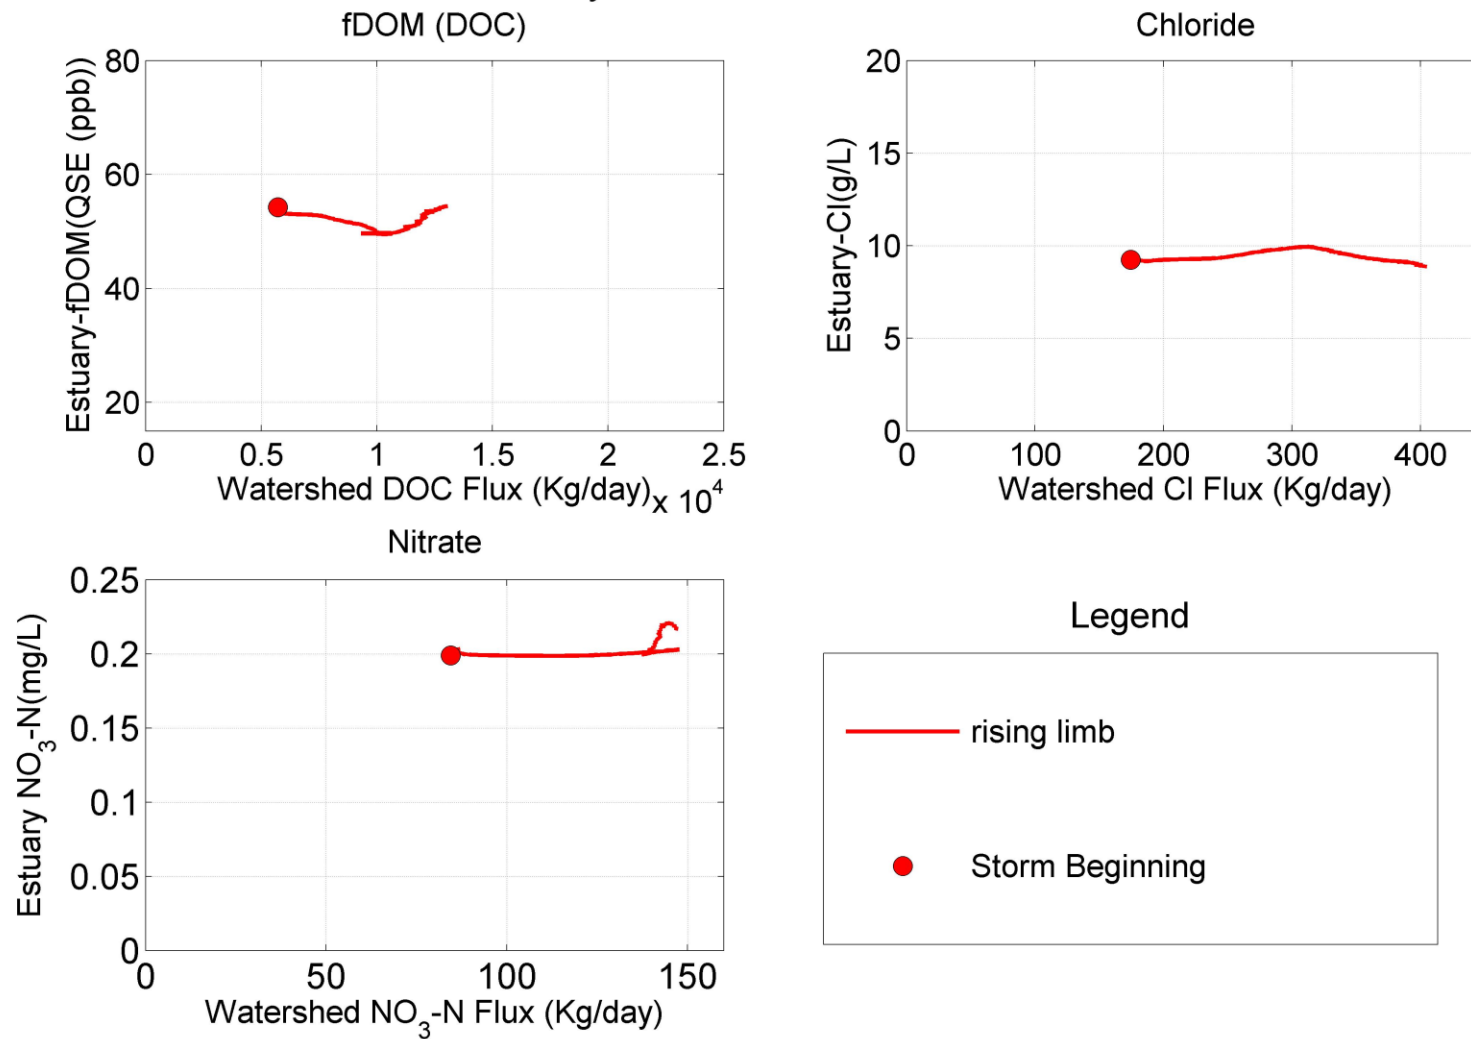 fDOM (DOC)
Estuary-fDOM(QSE (ppb))
80
60
40
20
0 0.5 1 1.5 2 2.5
Watershed DOC Flux (Kg/day) x 10^4
Chloride
Estuary-Cl(g/L)
20
15
10
5
0
0 100 200 300 400
Watershed Cl Flux (Kg/day)
Nitrate
Estuary NO3-N(mg/L)
0.25
0.2
0.15
0.1
0.05
0
0 50 100 150
Watershed NO3-N Flux (Kg/day)
Legend
rising limb
Storm Beginning